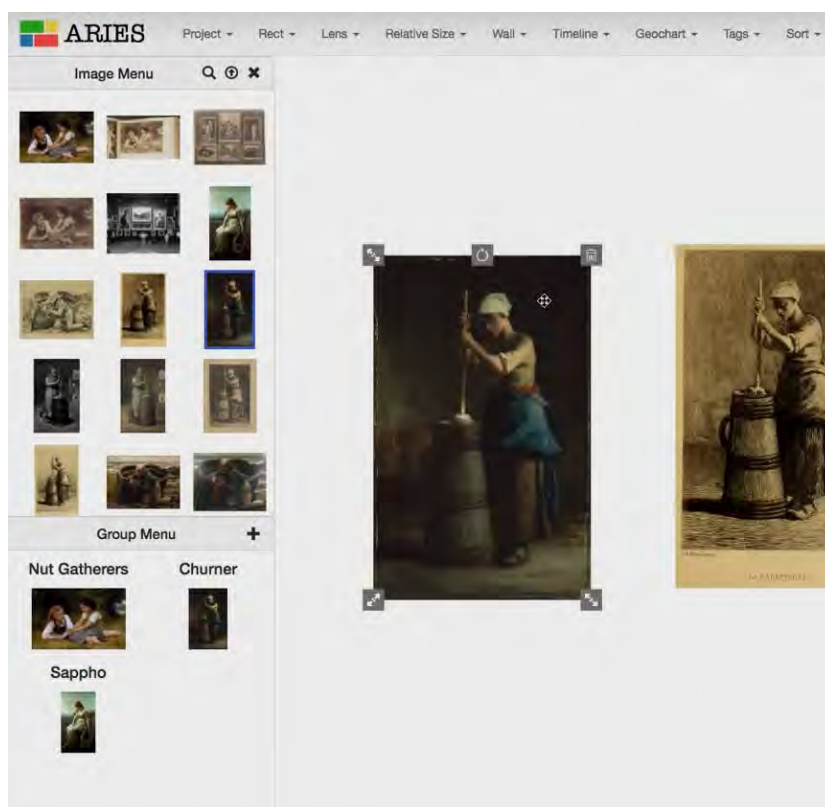 ARIES Project Rect Lens Relative Size Wall Timeline Geochart Tags Sort
Image Menu
Group Menu
Nut Gatherers Churner
Sappho